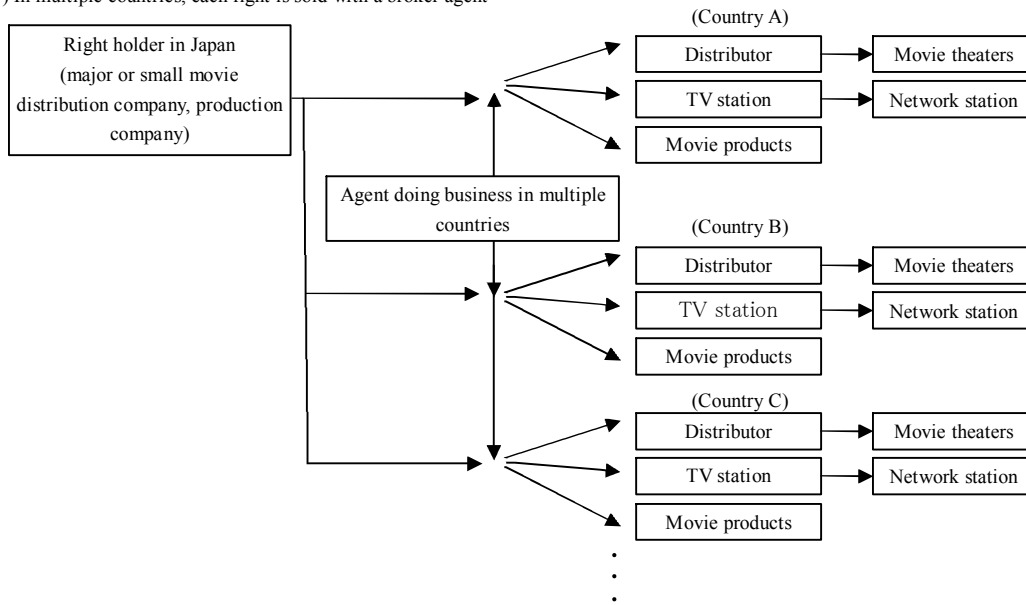 ) In multiple countries, each right is sold with a broker agent
Right holder in Japan
(major or small movie
distribution company, production
company)
Agent doing business in multiple
countries
(Country A)
Distributor
Movie theaters
TV station
Network station
Movie products
(Country B)
Distributor
Movie theaters
TV station
Network station
Movie products
(Country C)
Distributor
Movie theaters
TV station
Network station
Movie products